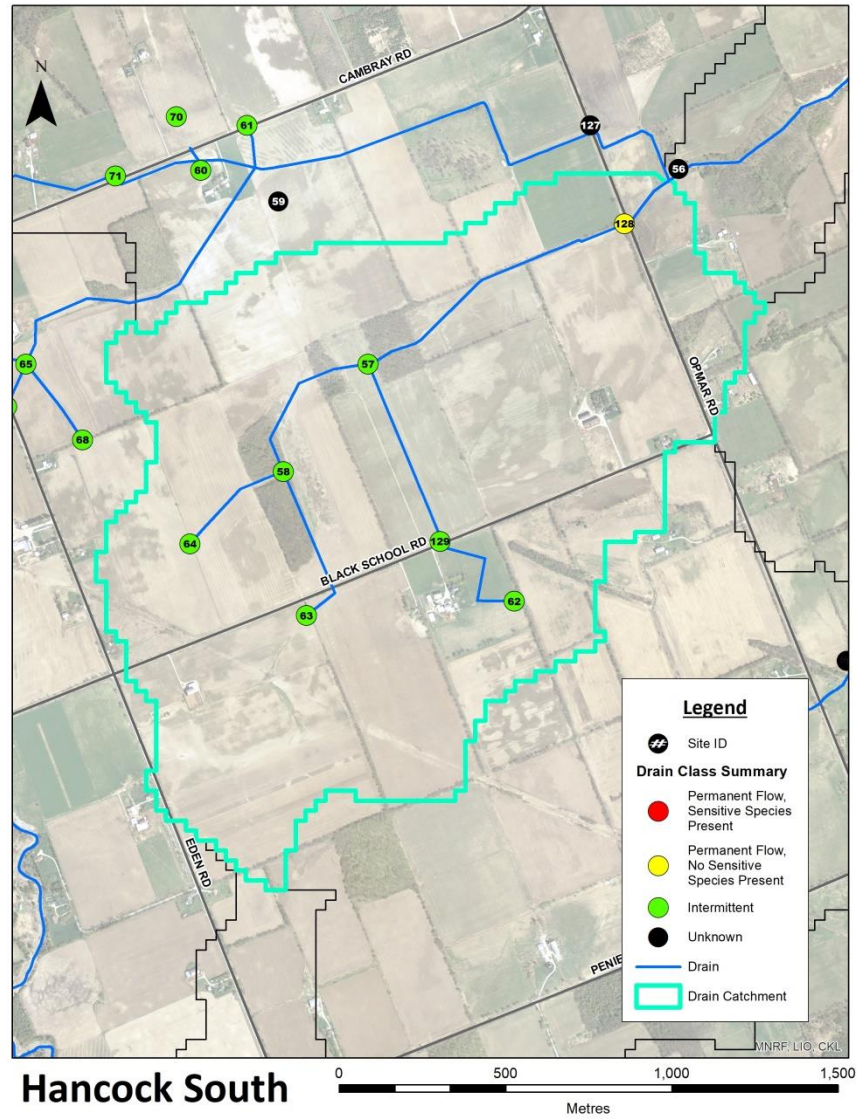 N
CAMBRAY RD
70
61
127
71
60
56
59
128
65
57
OPMAR RD
68
58
64
129
BLACK SCHOOL RD
62
63
EDEN RD
PENIE
Legend
# Site ID
Drain Class Summary
Permanent Flow,
Sensitive Species
Present
Permanent Flow,
No Sensitive
Species Present
Intermittent
Unknown
Drain
Drain Catchment
MNRF, LIO, CKL
Hancock South
0 500 1,000 1,500
Metres